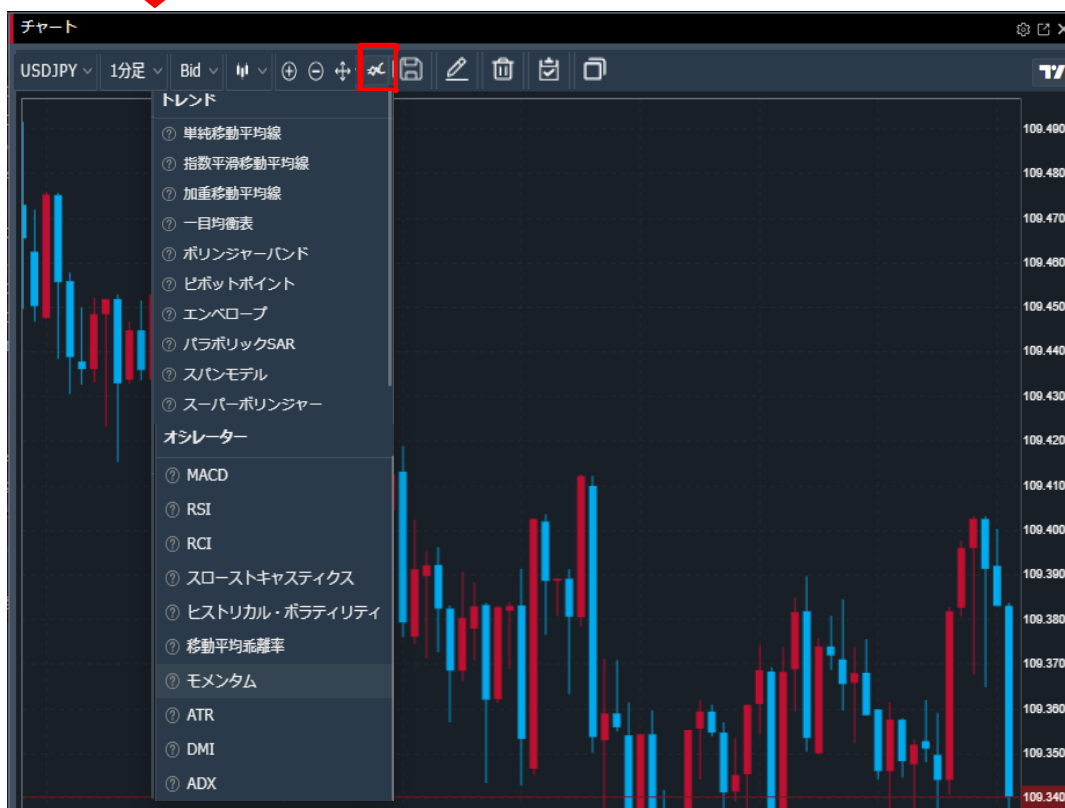 チャート
USDJPY 1分足 Bid
トレンド
単純移動平均線
指数平滑移動平均線
加重移動平均線
一目均衡表
ボリンジャーバンド
ピボットポイント
エンベロープ
パラボリックSAR
スパンモデル
スーパーボリンジャー
オシレーター
MACD
RSI
RCI
スローストキャスティクス
ヒストリカル・ボラティリティ
移動平均乖離率
モメンタム
ATR
DMI
ADX
109.490
109.480
109.470
109.460
109.450
109.440
109.430
109.420
109.410
109.400
109.390
109.380
109.370
109.360
109.350
109.340